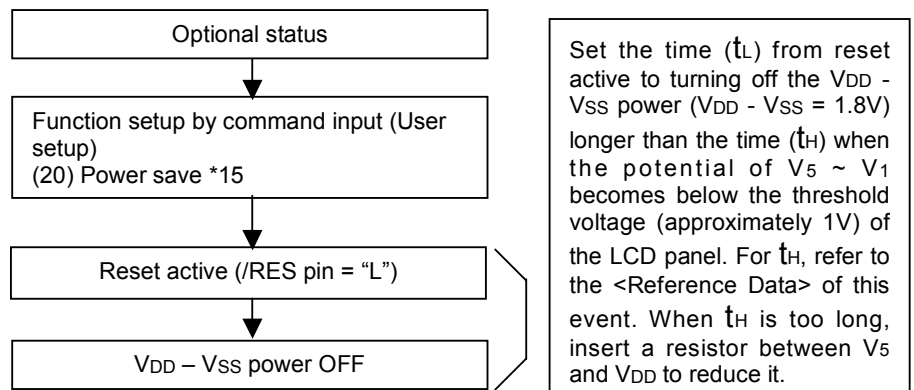 Optional status
Function setup by command input (User
setup)
(20) Power save *15
Reset active (/RES pin = “L”)
VDD – VSS power OFF
Set the time (tL) from reset
active to turning off the VDD -
VSS power (VDD - VSS = 1.8V)
longer than the time (tH) when
the potential of V5 ~ V1
becomes below the threshold
voltage (approximately 1V) of
the LCD panel. For tH, refer to
the <Reference Data> of this
event. When tH is too long,
insert a resistor between V5
and VDD to reduce it.